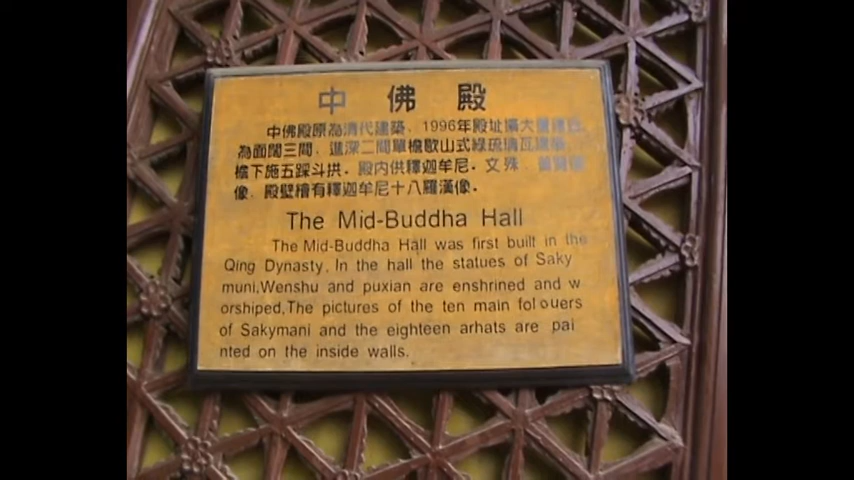 中佛殿
中佛殿原為清代建築、1996年殿址擴大重建
為面闊三間、進深二間單檐歇山式綠琉璃瓦建築
檐下施五踩斗拱。殿内供釋迦牟尼。文殊、普賢
像、殿壁檜有釋迦牟尼十八羅漢像。
The Mid-Buddha Hall
The Mid-Buddha Hall was first built in the
Qing Dynasty. In the hall the statues of Saky
muni,Wenshu and puxian are enshrined and w
orshiped,The pictures of the ten main fol ouers
of Sakymani and the eighteen arhats are pai
nted on the inside walls.